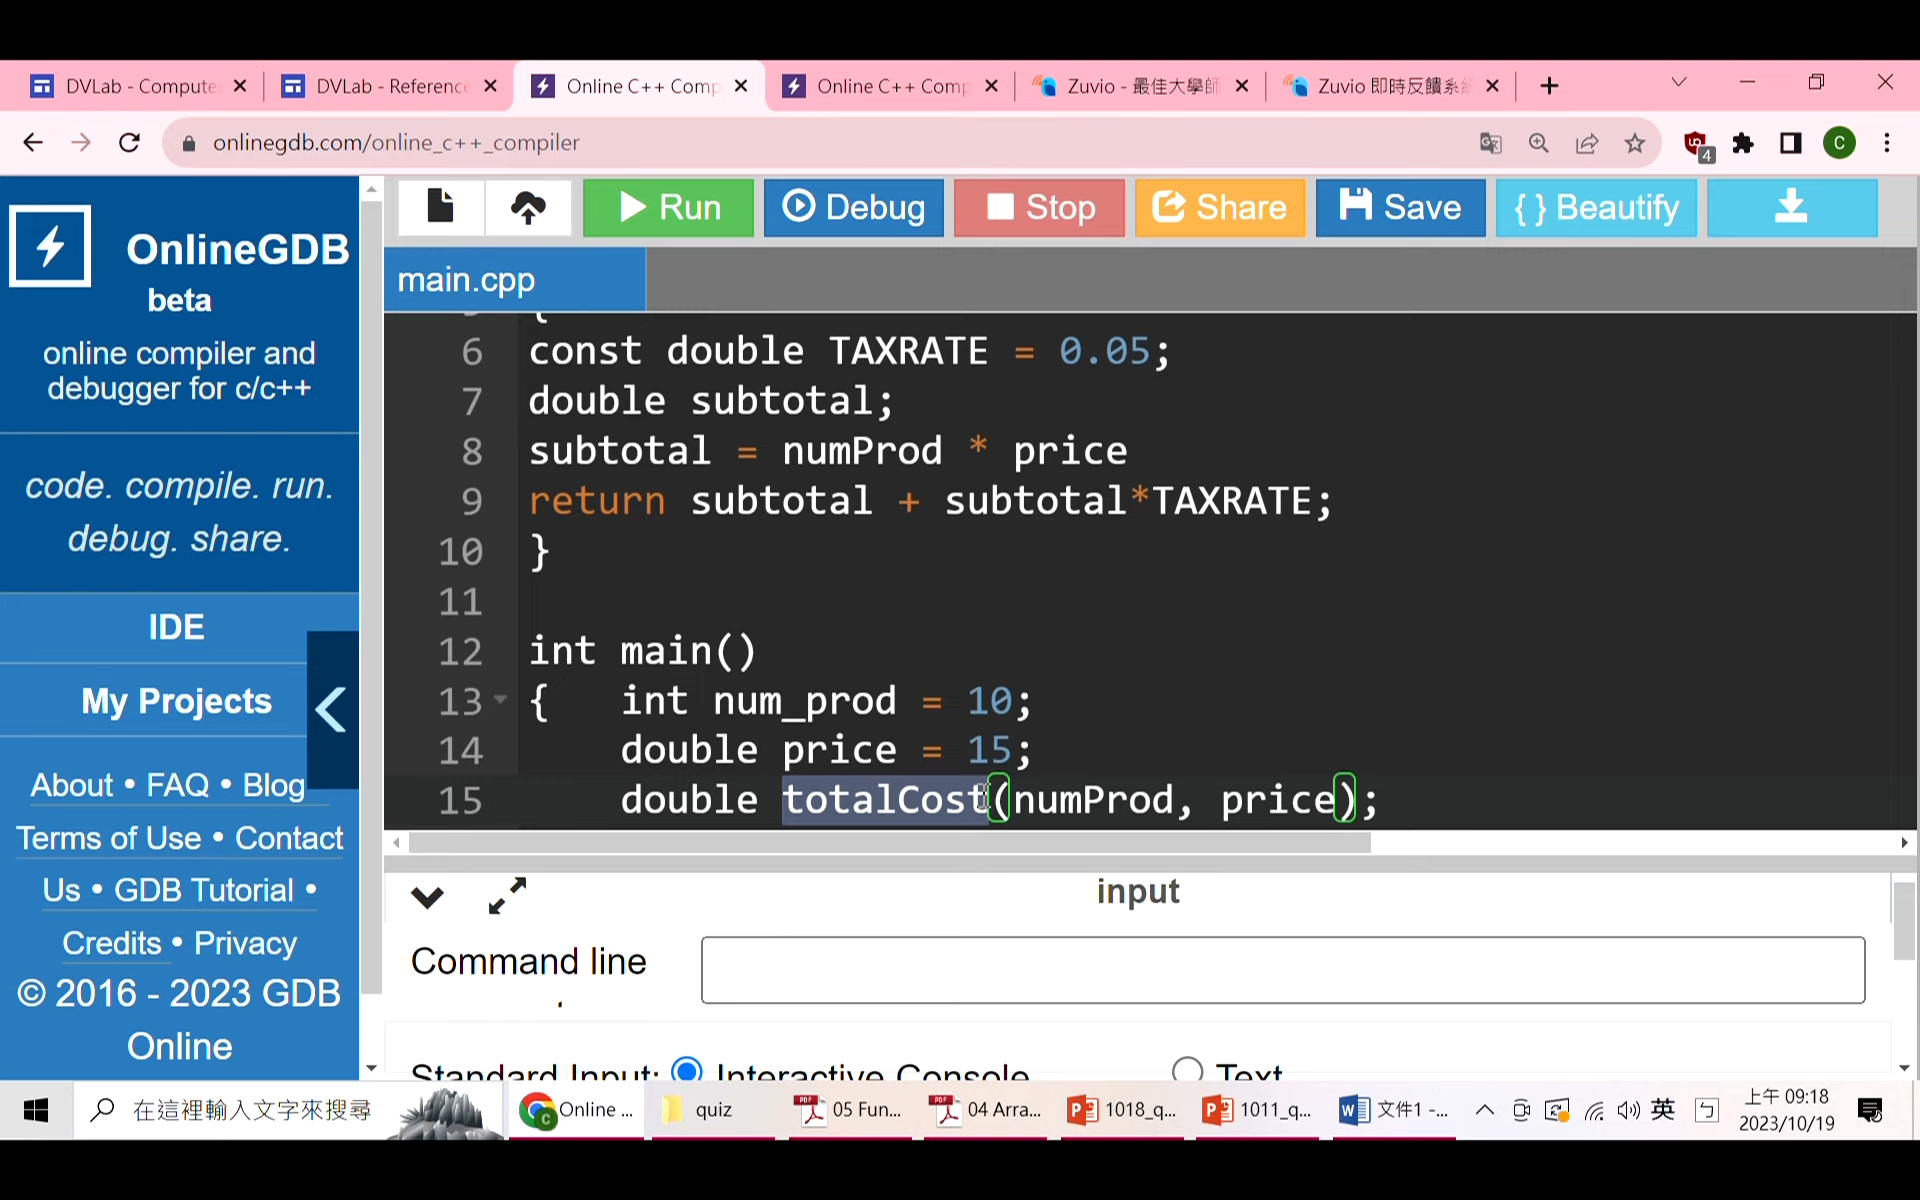 DVLab - Compute
DVLab - Reference
Online C++ Comp
Online C++ Comp
Zuvio - 最佳大學師
Zuvio 即時反饋系統
onlinegdb.com/online_c++_compiler
4
C
OnlineGDB
beta
online compiler and
debugger for c/c++
code. compile. run.
debug. share.
IDE
My Projects
About • FAQ • Blog
Terms of Use • Contact
Us • GDB Tutorial •
Credits • Privacy
© 2016 - 2023 GDB
Online
Run
Debug
Stop
Share
Save
{ } Beautify
main.cpp
{
6 const double TAXRATE = 0.05;
7 double subtotal;
8 subtotal = numProd * price
9 return subtotal + subtotal*TAXRATE;
10 }
11
12 int main()
13 { int num_prod = 10;
14 double price = 15;
15 double totalCost(numProd, price);
input
Command line
Standard Input: Interactive Console Text
在這裡輸入文字來搜尋
Online ...
quiz
05 Fun...
04 Arra...
1018_q...
1011_q...
文件1 -...
英
上午 09:18
2023/10/19